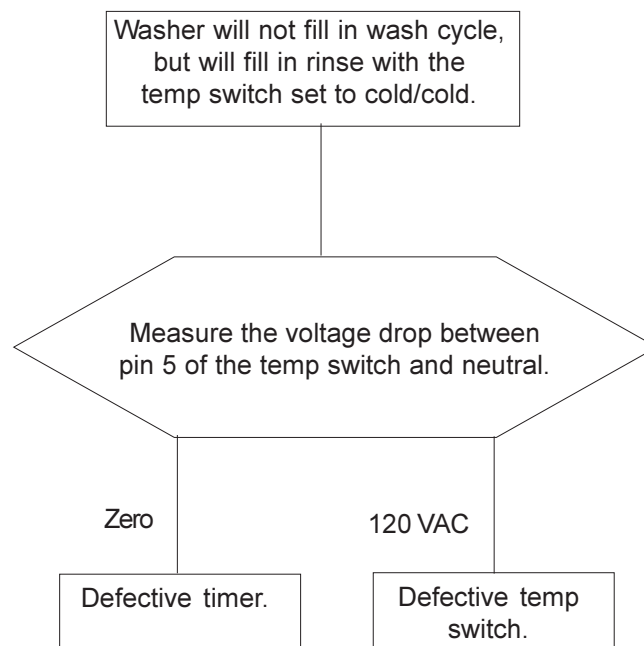 Washer will not fill in wash cycle,
but will fill in rinse with the
temp switch set to cold/cold.
Measure the voltage drop between
pin 5 of the temp switch and neutral.
Zero
120 VAC
Defective timer.
Defective temp
switch.